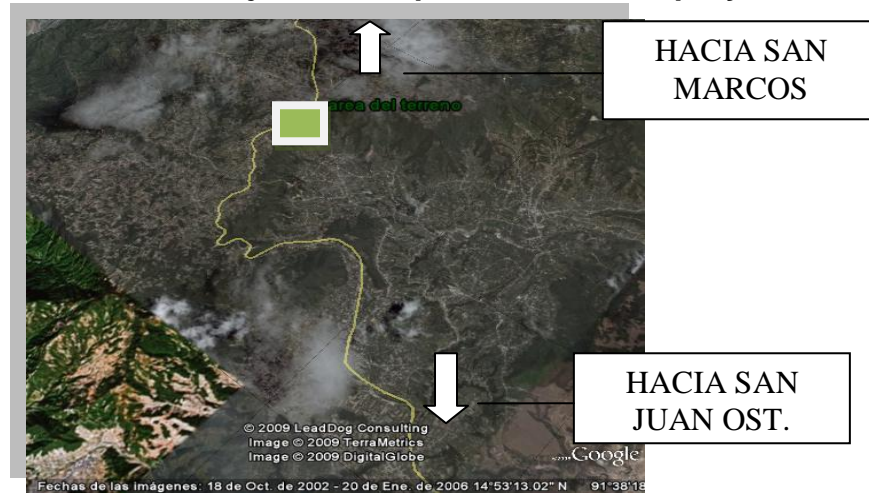 HACIA SAN
MARCOS
area del terreno
HACIA SAN
JUAN OST.
© 2009 LeadDog Consulting
Image © 2009 TerraMetrics
Image © 2009 DigitalGlobe
Google
Fechas de las imágenes: 18 de Oct. de 2002 - 20 de Ene. de 2006 14°53'13.02" N 91°38'18